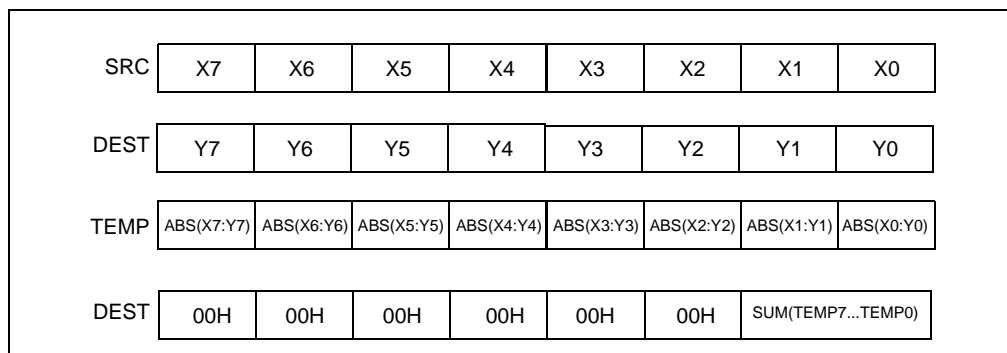 SRC X7 X6 X5 X4 X3 X2 X1 X0
DEST Y7 Y6 Y5 Y4 Y3 Y2 Y1 Y0
TEMP ABS(X7:Y7) ABS(X6:Y6) ABS(X5:Y5) ABS(X4:Y4) ABS(X3:Y3) ABS(X2:Y2) ABS(X1:Y1) ABS(X0:Y0)
DEST 00H 00H 00H 00H 00H 00H SUM(TEMP7...TEMP0)